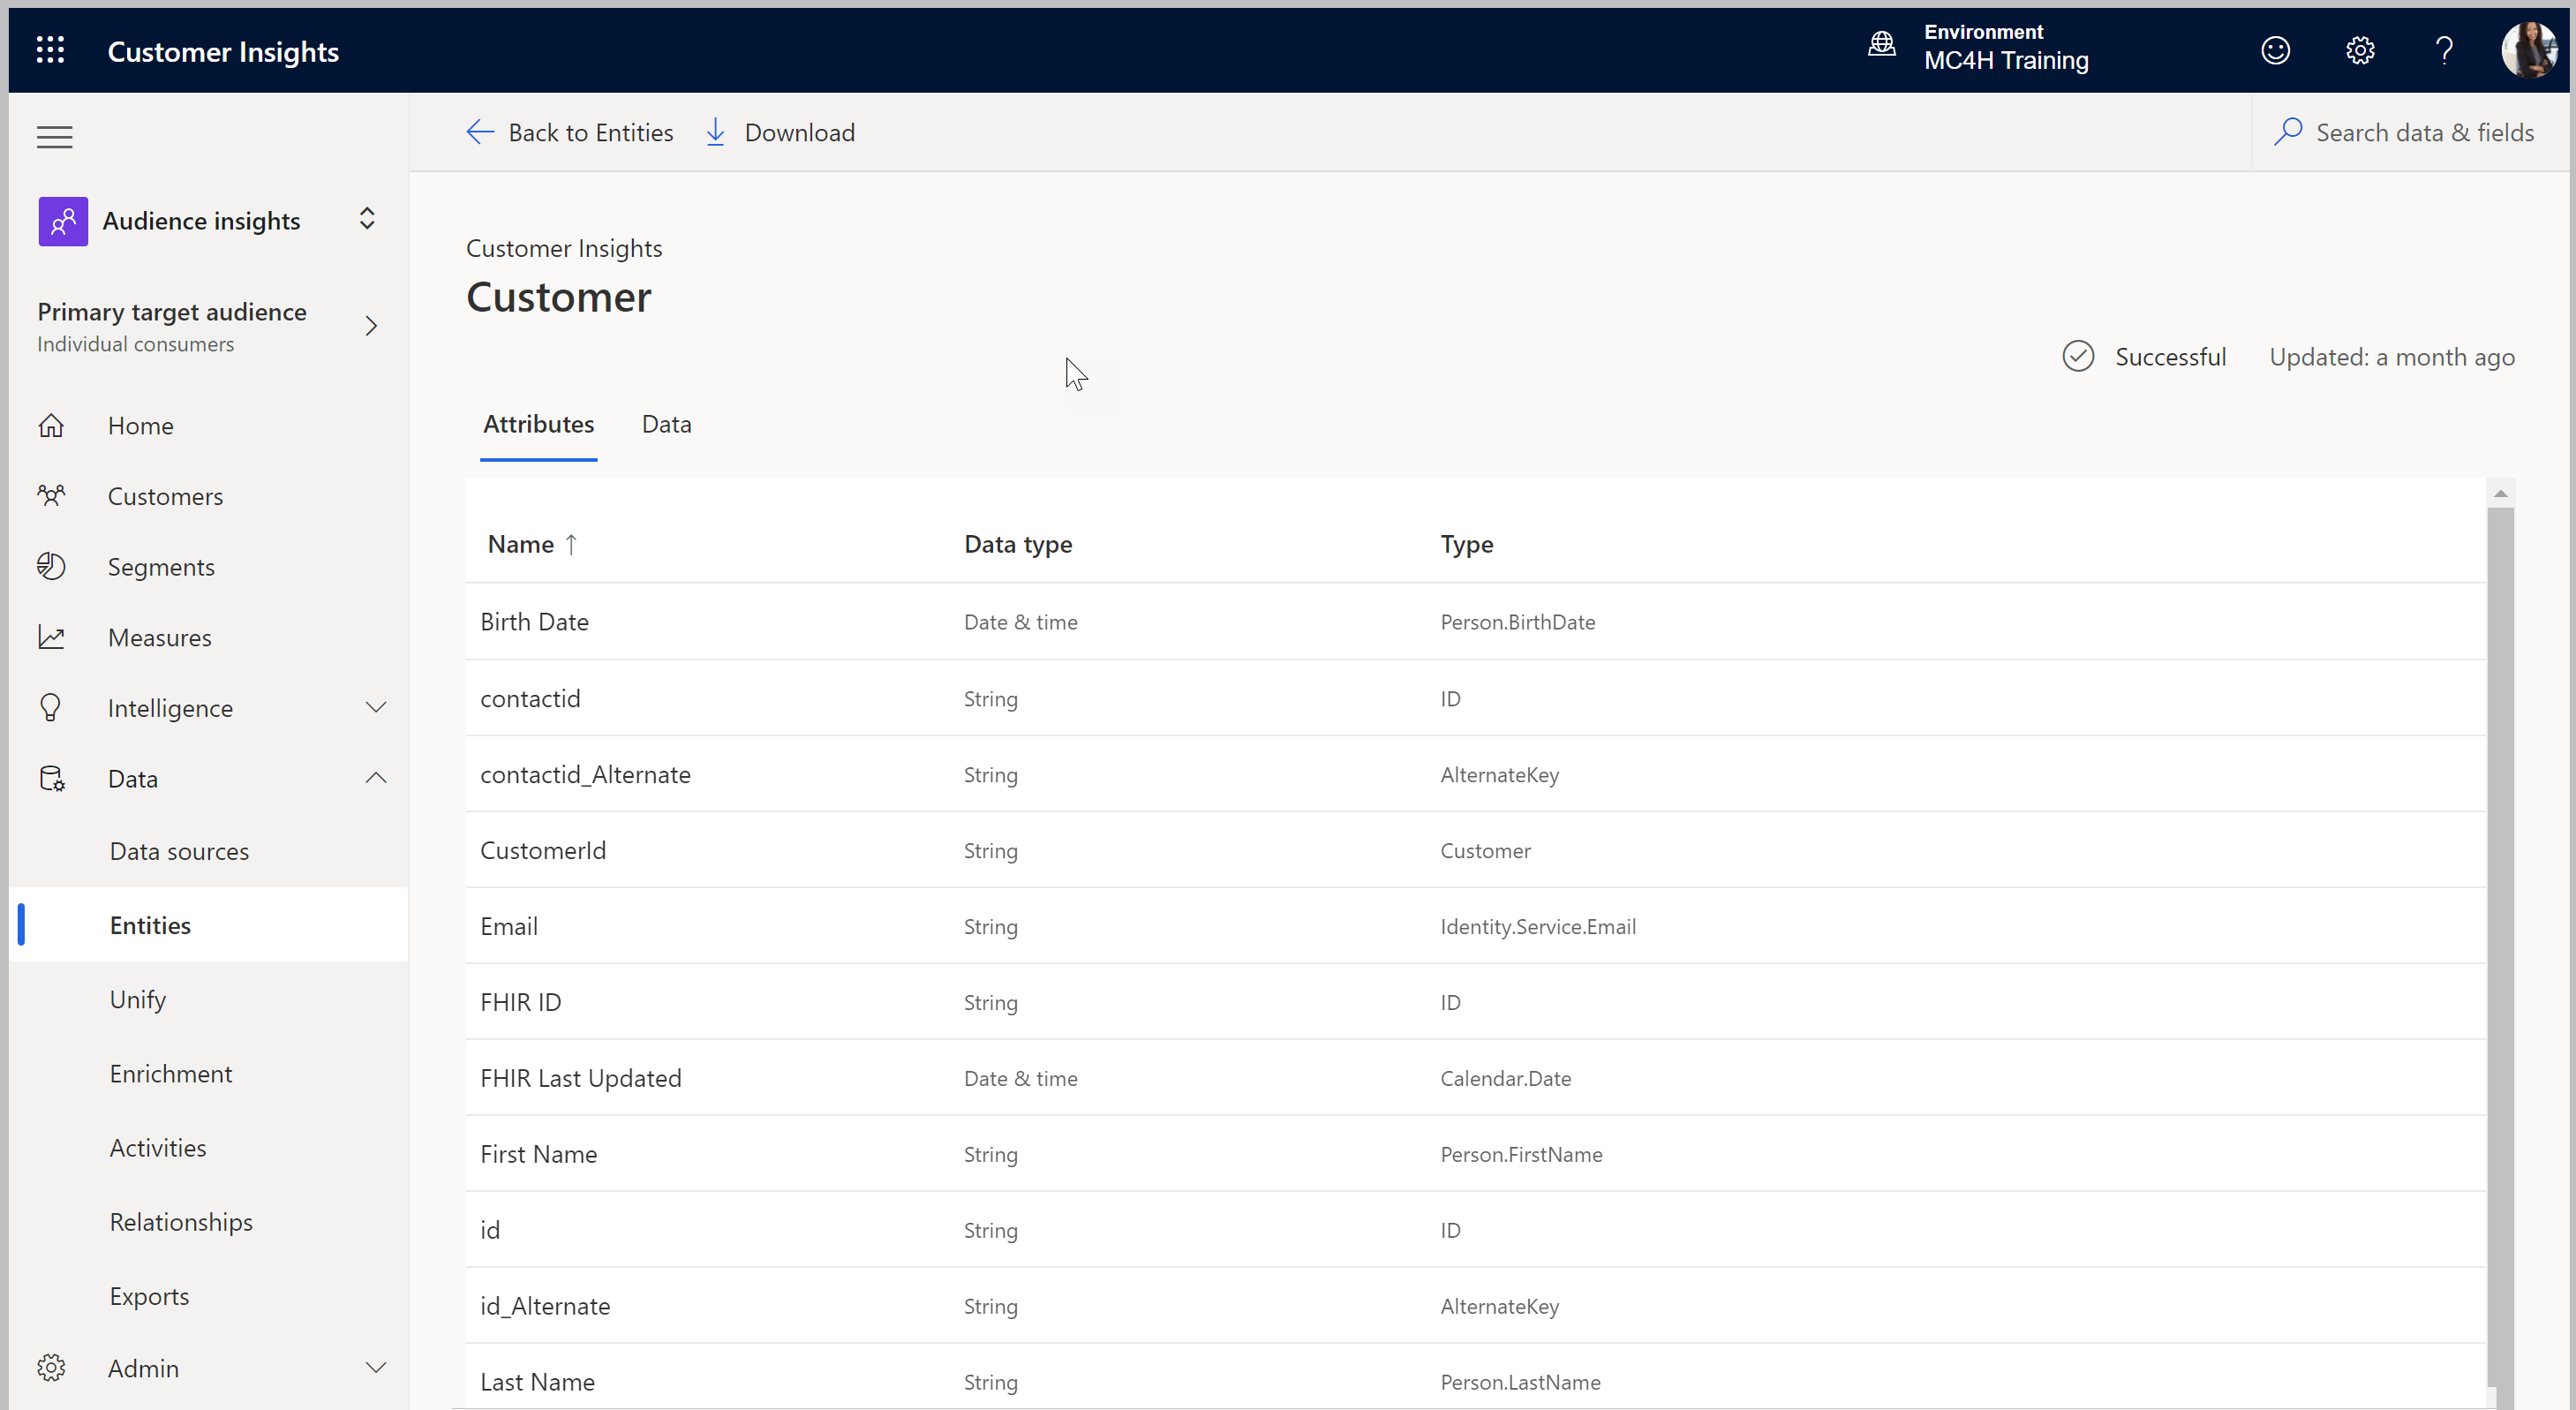 Customer Insights
Environment
MC4H Training
Back to Entities
Download
Search data & fields
Audience insights
Primary target audience
Individual consumers
Home
Customers
Segments
Measures
Intelligence
Data
Data sources
Entities
Unify
Enrichment
Activities
Relationships
Exports
Admin
Customer Insights
Customer
Successful Updated: a month ago
Attributes Data
Name ↑ Data type Type
Birth Date Date & time Person.BirthDate
contactid String ID
contactid_Alternate String AlternateKey
CustomerId String Customer
Email String Identity.Service.Email
FHIR ID String ID
FHIR Last Updated Date & time Calendar.Date
First Name String Person.FirstName
id String ID
id_Alternate String AlternateKey
Last Name String Person.LastName